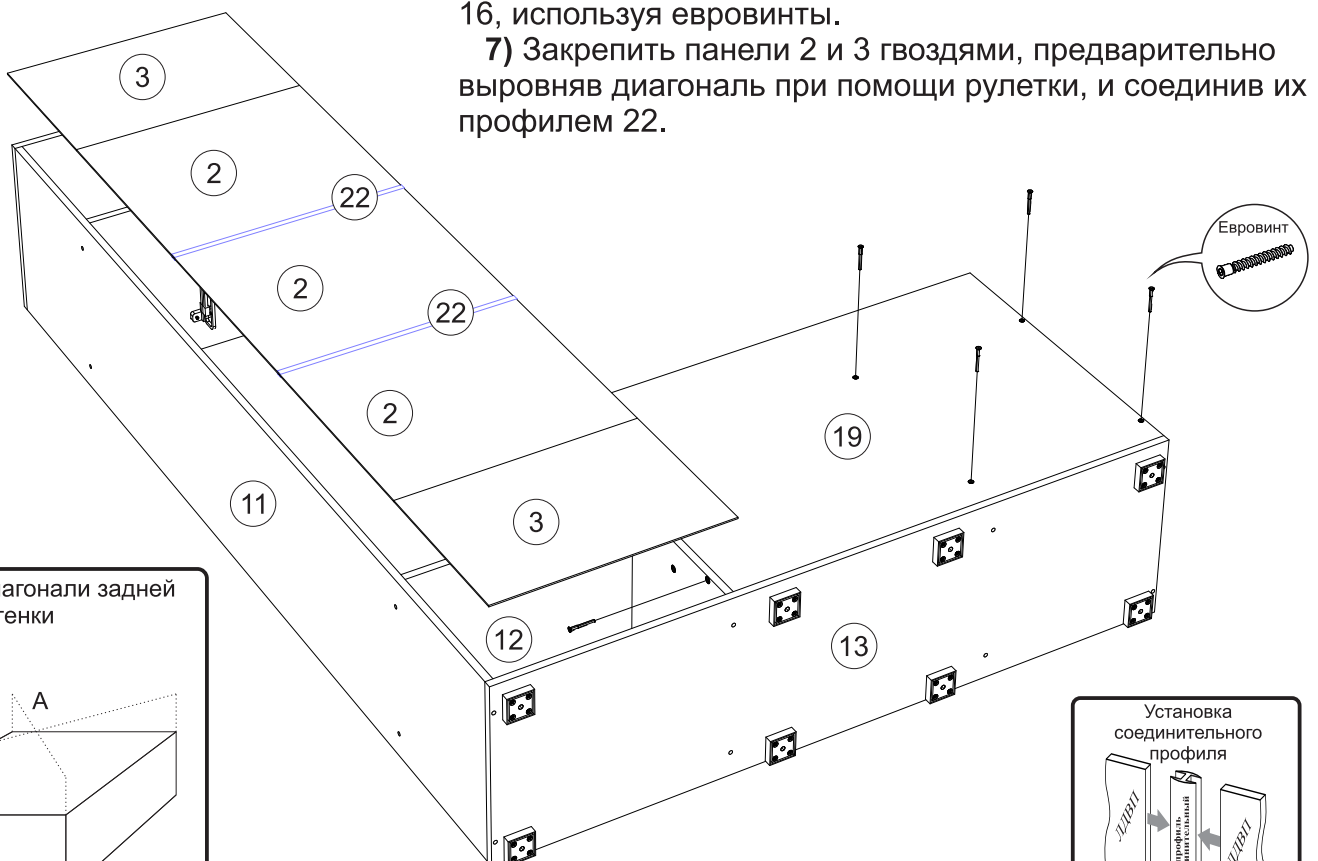 16, используя евровинты.
7) Закрепить панели 2 и 3 гвоздями, предварительно
выровняв диагональ при помощи рулетки, и соединив их
профилем 22.
3
2
22
Евровинт
2
22
2
19
11
3
агонали задней
тенки
12
13
А
Установка
соединительного
профиля
ЛДВП
профиль
ЛДВП